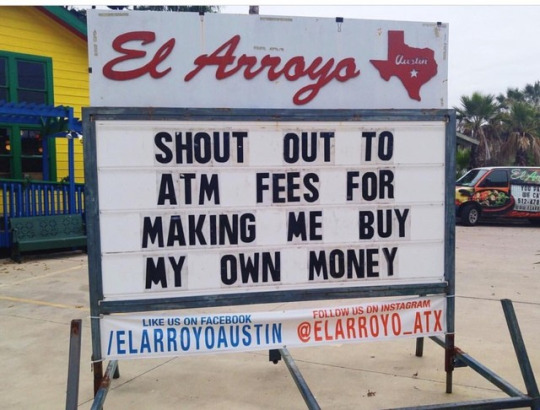 El Arroyo
Austin
SHOUT OUT TO
ATM FEES FOR
MAKING ME BUY
MY OWN MONEY
LIKE US ON FACEBOOK
/ELARROYOAUSTIN
FOLLOW US ON INSTAGRAM
@ELARROYO_ATX